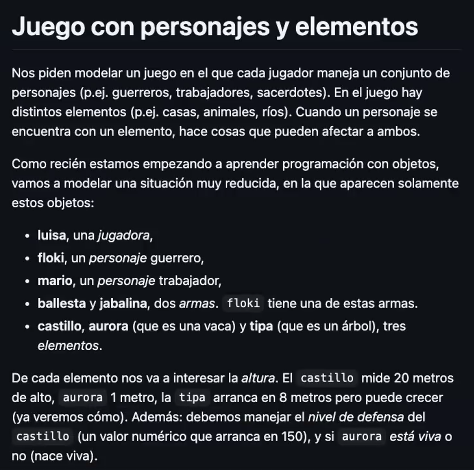 Juego con personajes y elementos
Nos piden modelar un juego en el que cada jugador maneja un conjunto de
personajes (p.ej. guerreros, trabajadores, sacerdotes). En el juego hay
distintos elementos (p.ej. casas, animales, ríos). Cuando un personaje se
encuentra con un elemento, hace cosas que pueden afectar a ambos.
Como recién estamos empezando a aprender programación con objetos,
vamos a modelar una situación muy reducida, en la que aparecen solamente
estos objetos:
• luisa, una jugadora,
• floki, un personaje guerrero,
• mario, un personaje trabajador,
• ballesta y jabalina, dos armas. floki tiene una de estas armas.
• castillo, aurora (que es una vaca) y tipa (que es un árbol), tres
elementos.
De cada elemento nos va a interesar la altura. El castillo mide 20 metros
de alto, aurora 1 metro, la tipa arranca en 8 metros pero puede crecer
(ya veremos cómo). Además: debemos manejar el nivel de defensa del
castillo (un valor numérico que arranca en 150), y si aurora está viva o
no (nace viva).